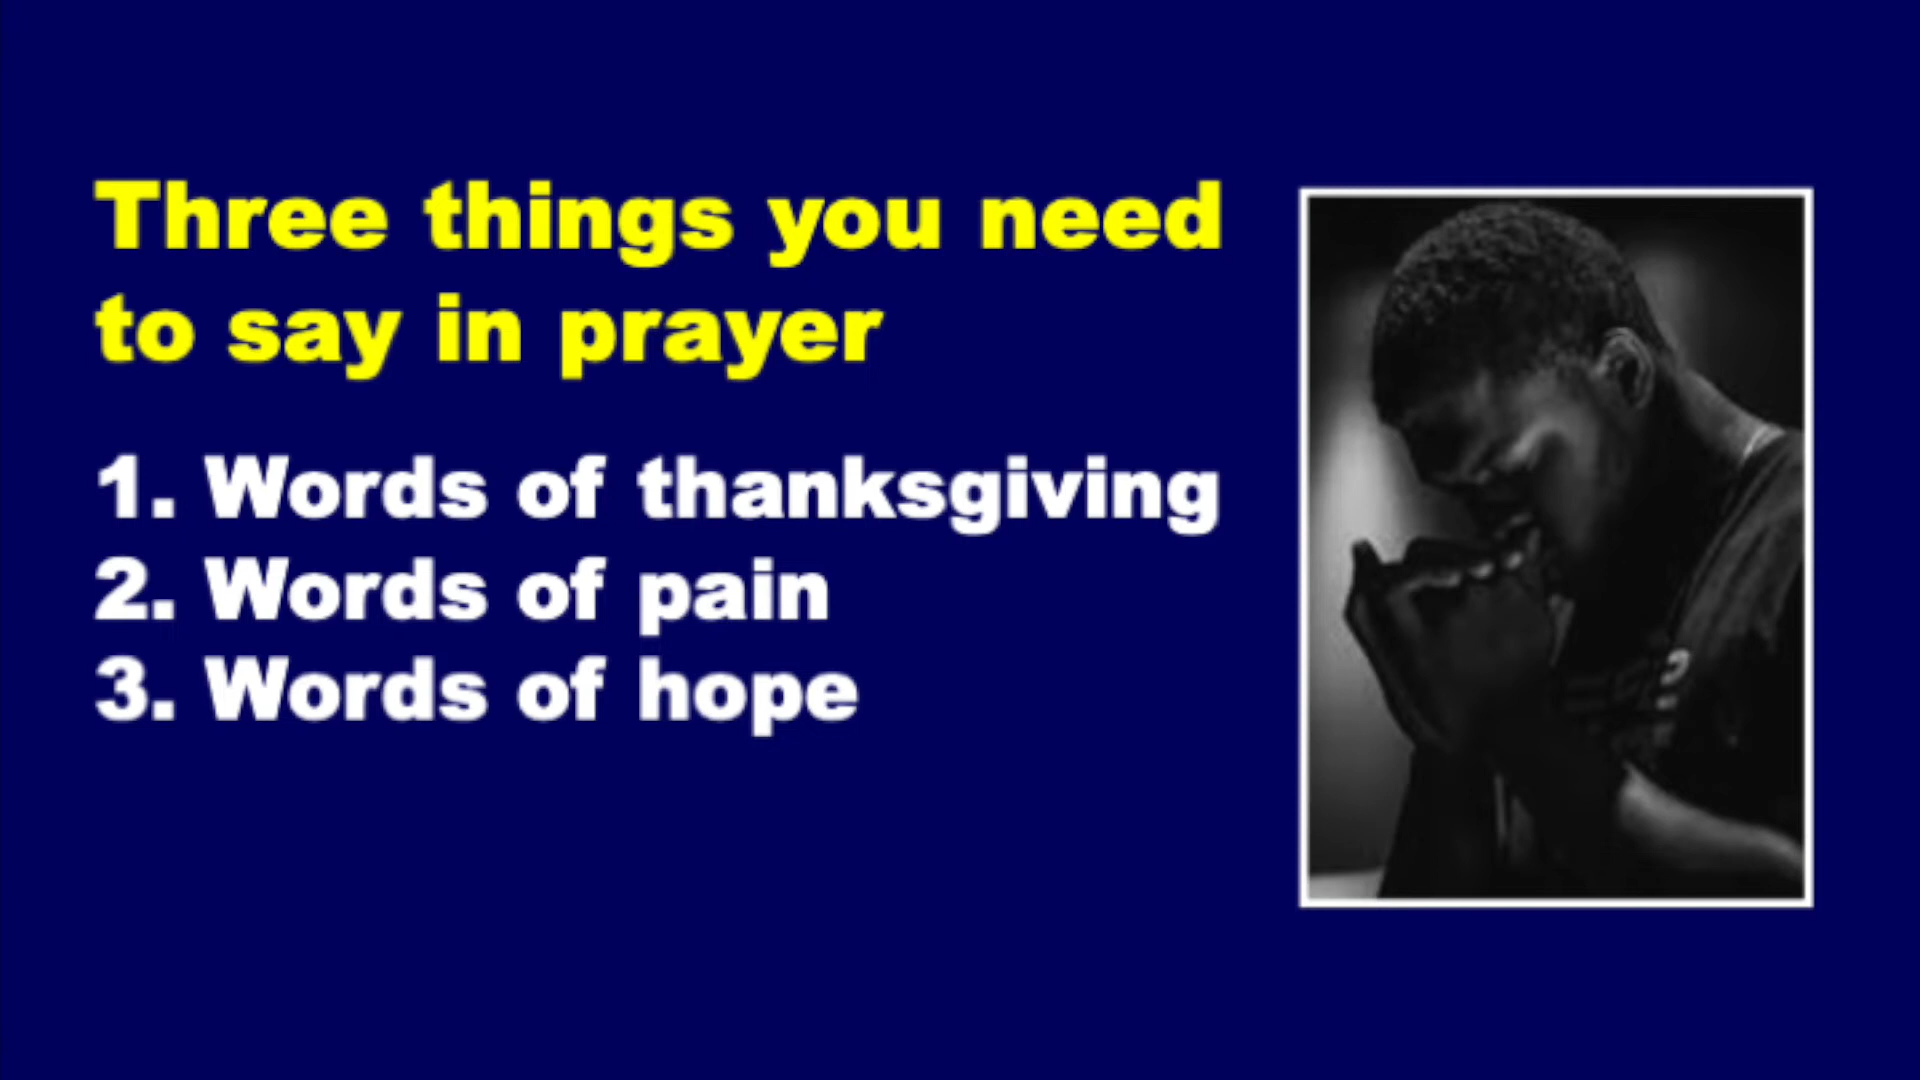 Three things you need
to say in prayer
1. Words of thanksgiving
2. Words of pain
3. Words of hope